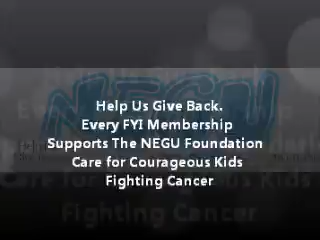 Help Us Give Back.
Every FYI Membership
Supports The NEGU Foundation
Care for Courageous Kids
Fighting Cancer